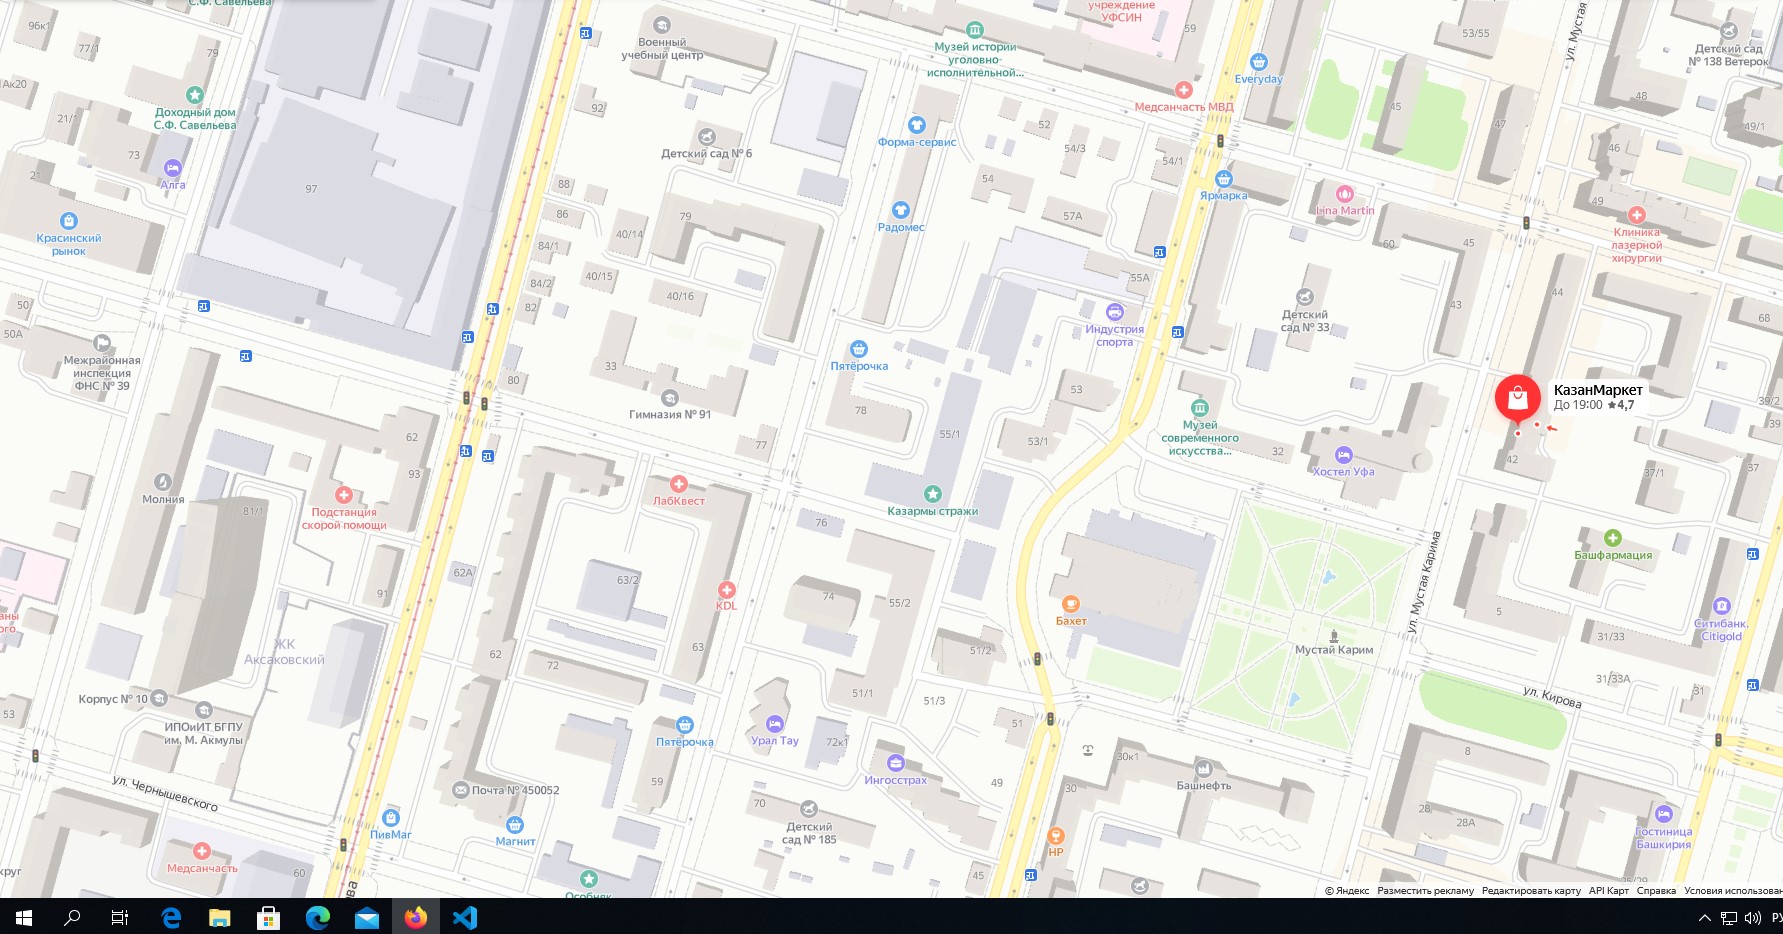 С.Ф. Савельева
96к1
77/1
79
Военный
учебный центр
Музей истории
уголовно-
исполнительной...
учреждение
УФСИН
59
Everyday
53/55
ул. Мустая
Детский сад
№ 138 Ветерок
1Ак20
Доходный дом
С.Ф. Савельева
92
Медсанчасть МВД
45
48
21/1
73
Детский сад № 6
Форма-сервис
52
54/3
54/1
47
46
49/1
21
Алга
97
88
54
Ярмарка
Lina Martin
49
Клиника
лазерной
хирургии
Красинский
рынок
86
79
Радомес
57А
60
45
40/14
84/1
84/2
40/15
40/16
55А
44
50
82
Индустрия
спорта
Детский
сад № 33
43
68
50А
Межрайонная
инспекция
ФНС № 39
33
Пятёрочка
80
Гимназия № 91
78
53
КазанМаркет
До 19:00 ★4,7
39/2
62
77
55/1
53/1
Музей
современного
искусства...
32
Хостел Уфа
42
39
37/1
37
93
Молния
ЛабКвест
Казармы стражи
81/1
Подстанция
скорой помощи
76
Башфармация
62А
63/2
74
55/2
KDL
Бахет
ул. Мустая Карима
91
5
Ситибанк,
Citigold
31/33
ЖК
Аксаковский
62
63
51/2
Мустай Карим
72
51/1
51/3
31/33А
31
Корпус № 10
ул. Кирова
53
ИПОиИТ БГПУ
им. М. Акмулы
Пятёрочка
Урал Тау
72к1
51
8
30к1
ул. Чернышевского
Почта № 450052
59
Ингосстрах
49
30
Башнефть
70
Детский
сад № 185
28
28А
ПивМаг
Магнит
HP
Гостиница
Башкирия
Медсанчасть
60
45
Особняк
© Яндекс Разместить рекламу Редактировать карту API Карт Справка Условия использован